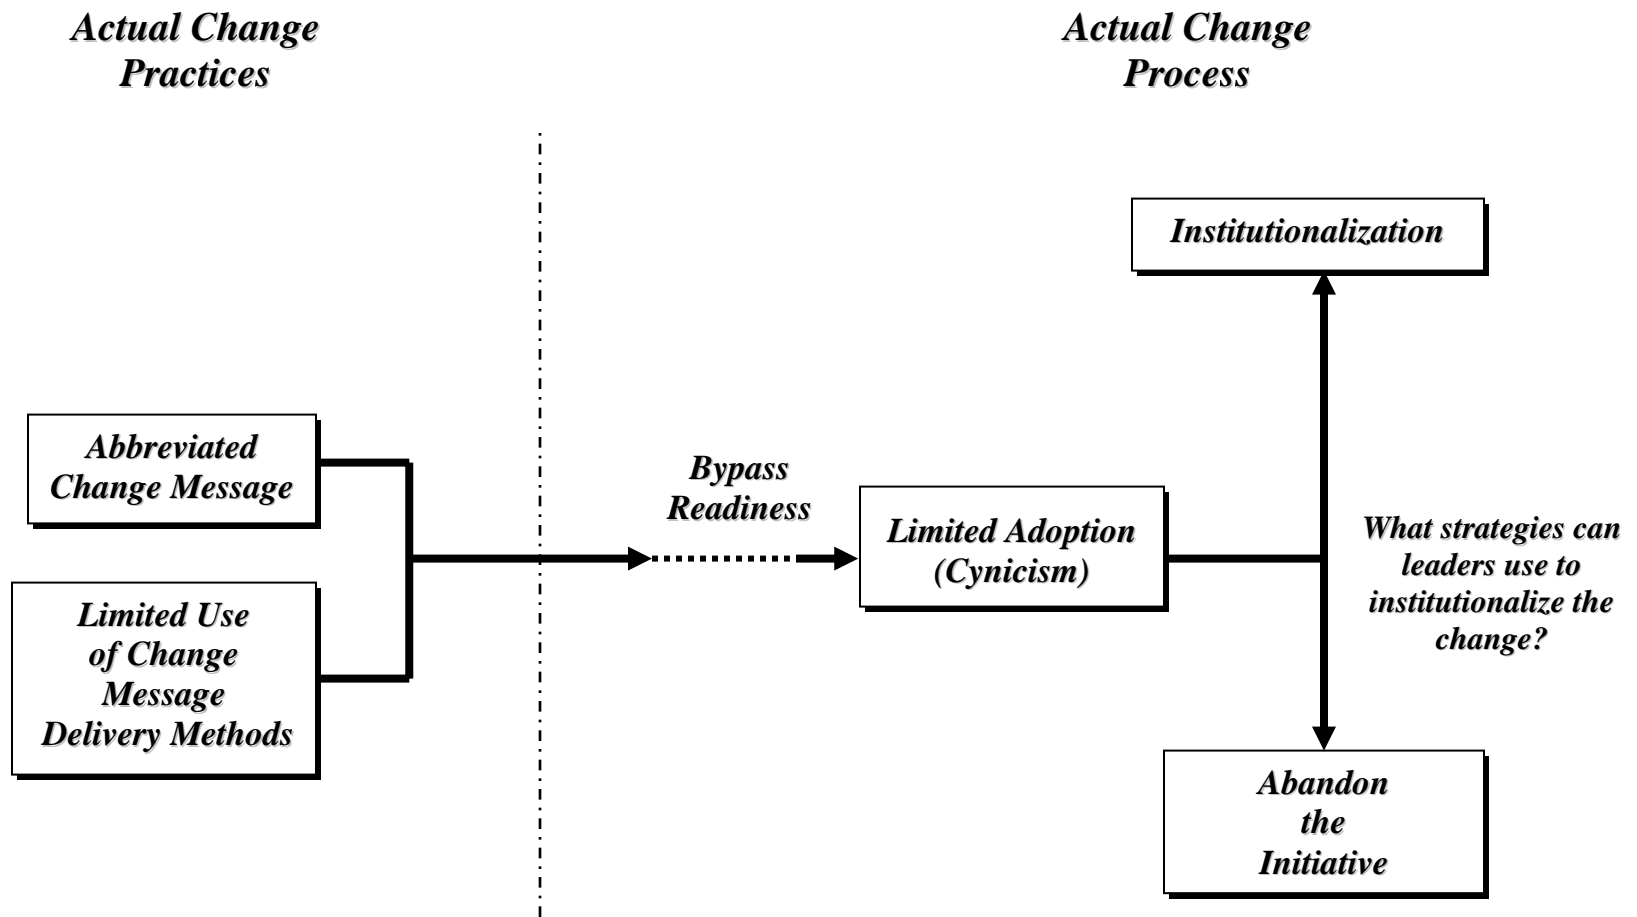 Actual Change
Practices
Actual Change
Process
Institutionalization
Abbreviated
Change Message
Bypass
Readiness
Limited Adoption
(Cynicism)
What strategies can
leaders use to
institutionalize the
change?
Limited Use
of Change
Message
Delivery Methods
Abandon
the
Initiative